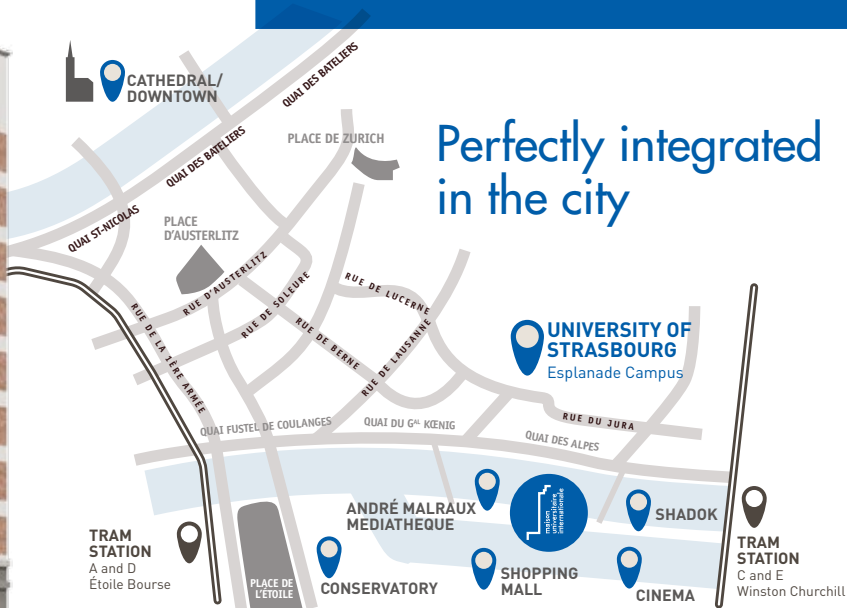 CATHEDRAL/
DOWNTOWN
QUAI DES BATELIERS
QUAI DES BATELIERS
PLACE DE ZURICH
Perfectly integrated
in the city
QUAI ST-NICOLAS
PLACE
D'AUSTERLITZ
RUE D'AUSTERLITZ
RUE DE SOLEURE
RUE DE LUCERNE
RUE DE LA 1ÈRE ARMÉE
RUE DE BERNE
RUE DE LAUSANNE
UNIVERSITY OF
STRASBOURG
Esplanade Campus
RUE DU JURA
QUAI FUSTEL DE COULANGES
QUAI DU GAL KŒNIG
QUAI DES ALPES
ANDRÉ MALRAUX
MEDIATHEQUE
maison
universitaire
internationale
SHADOK
TRAM
STATION
A and D
Étoile Bourse
TRAM
STATION
C and E
Winston Churchill
PLACE DE
L'ÉTOILE
CONSERVATORY
SHOPPING
MALL
CINEMA